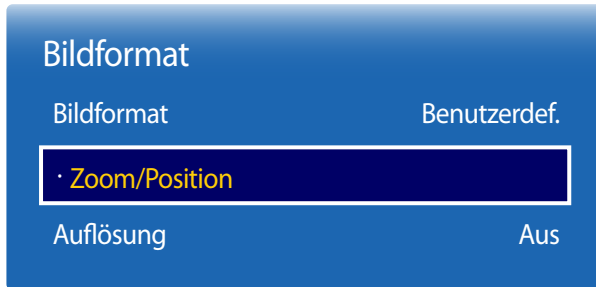 Bildformat
Bildformat Benutzerdef.
· Zoom/Position
Auflösung Aus